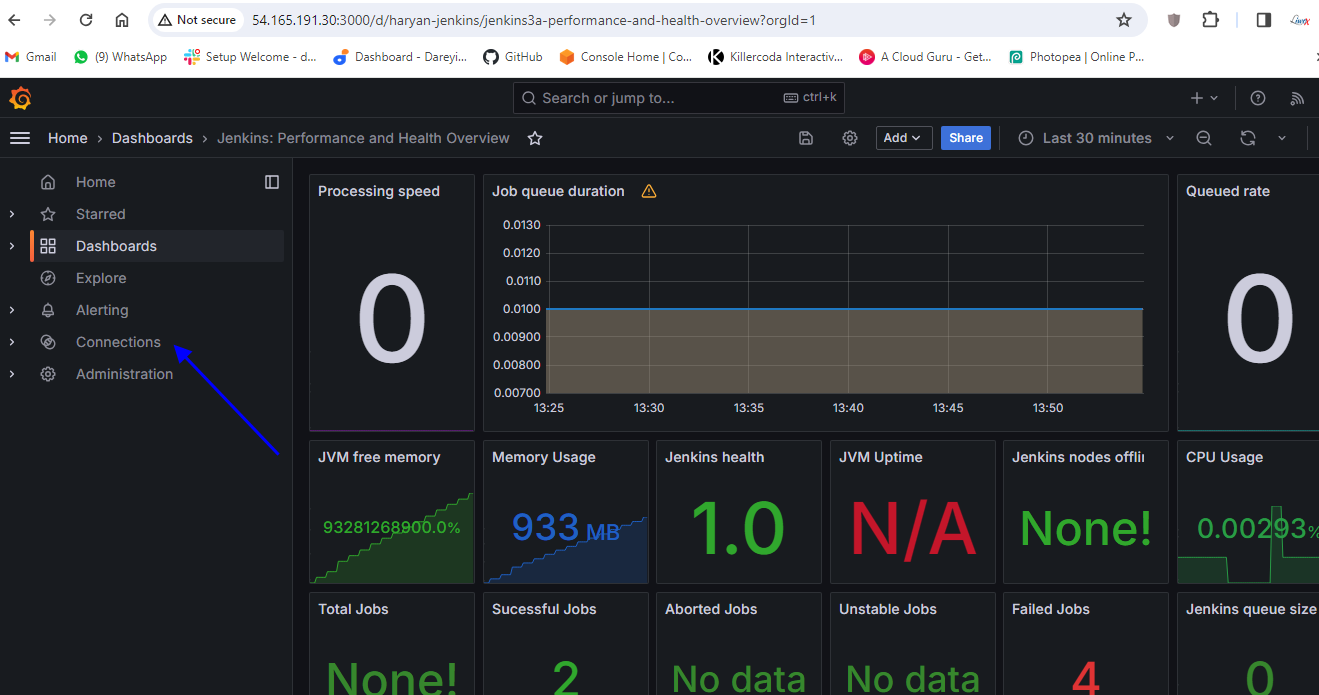 Not secure 54.165.191.30:3000/d/haryan-jenkins/jenkins3a-performance-and-health-overview?orgId=1
Gmail (9) WhatsApp Setup Welcome - d... Dashboard - Dareyi... GitHub Console Home | Co... Killercoda Interactiv... A Cloud Guru - Get... Photopea | Online P...
Search or jump to... ctrl+k
Home › Dashboards › Jenkins: Performance and Health Overview Add Share Last 30 minutes
Home
Starred
Dashboards
Explore
Alerting
Connections
Administration
Processing speed
0
Job queue duration
0.0130
0.0120
0.0110
0.0100
0.00900
0.00800
0.00700
13:25 13:30 13:35 13:40 13:45 13:50
Queued rate
0
JVM free memory
93281268900.0%
Memory Usage
933 MB
Jenkins health
1.0
JVM Uptime
N/A
Jenkins nodes offlin
None!
CPU Usage
0.00293%
Total Jobs
None!
Sucessful Jobs
2
Aborted Jobs
No data
Unstable Jobs
No data
Failed Jobs
4
Jenkins queue size
0